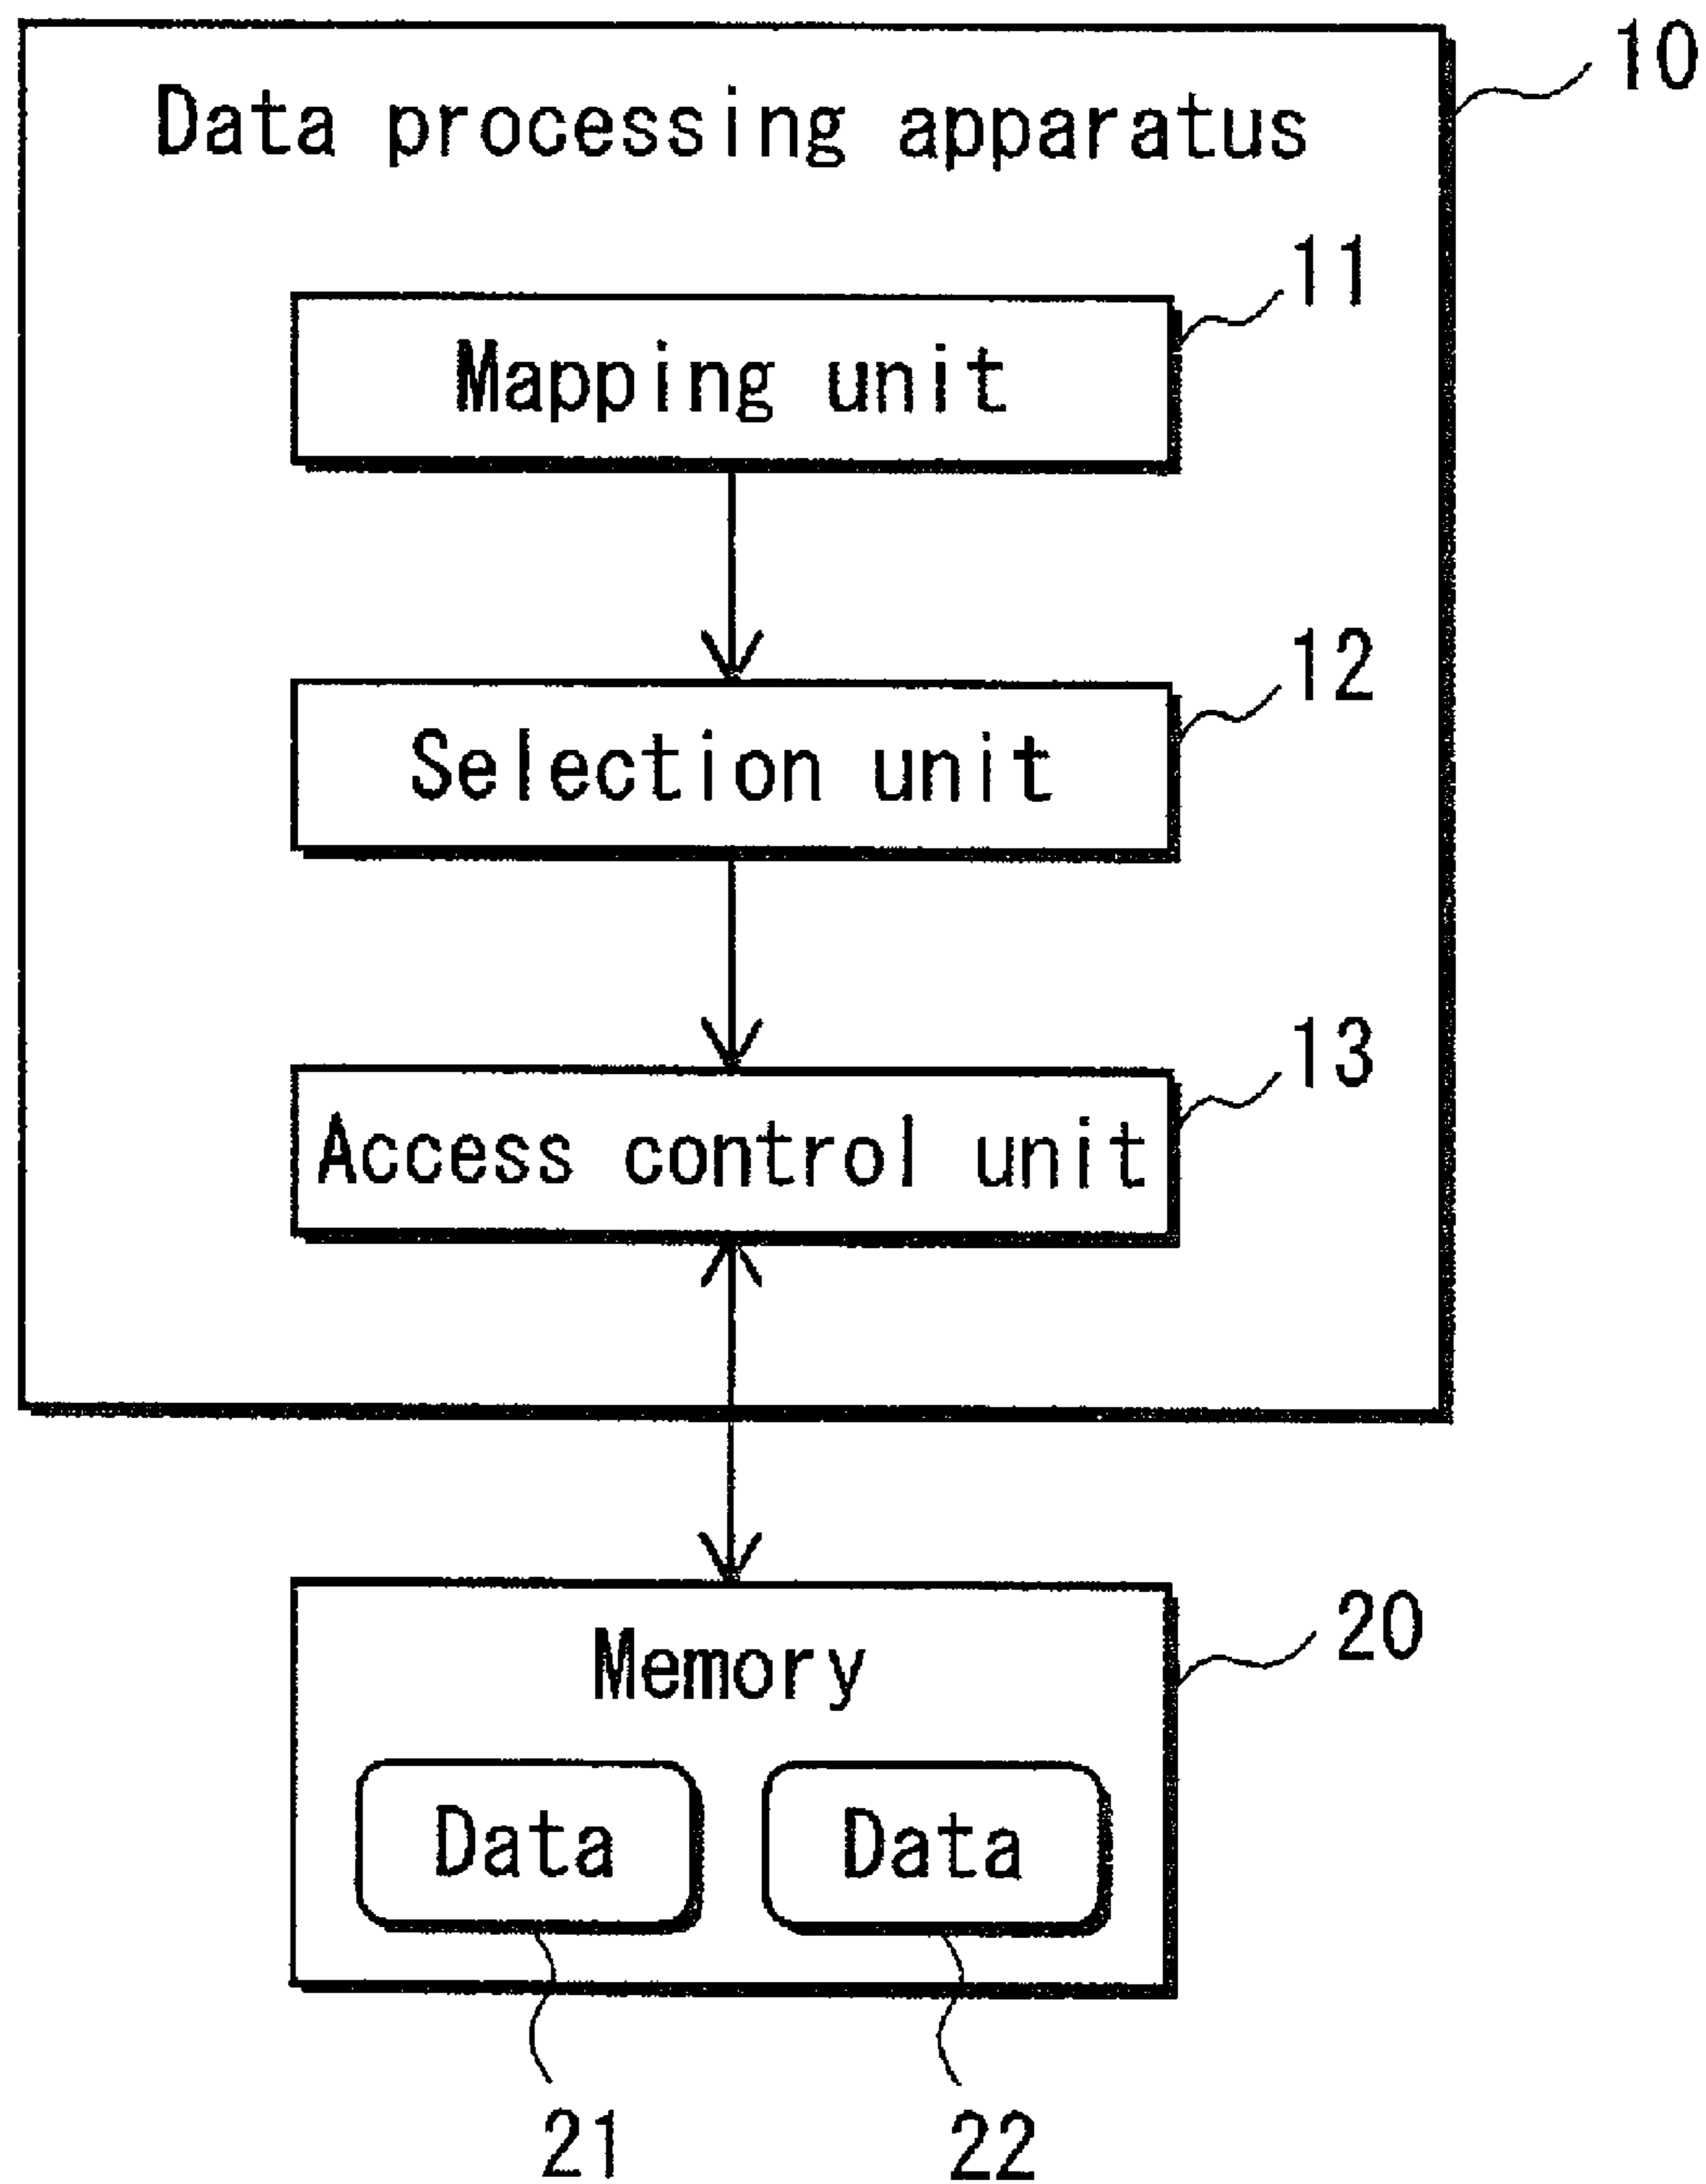 10
Data processing apparatus
11
Mapping unit
12
Selection unit
13
Access control unit
20
Memory
Data Data
21 22